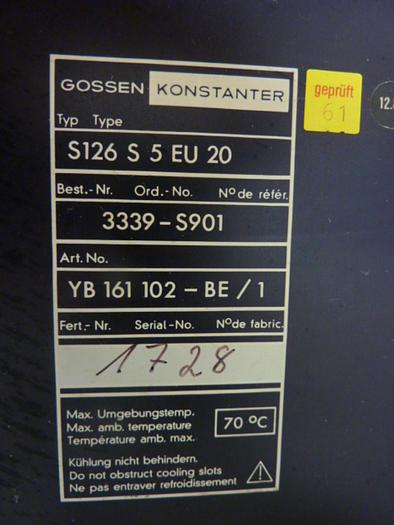 GOSSEN KONSTANTER
geprüft
61
12.
Typ Type
S126 S 5 EU 20
Best.-Nr. Ord.-No. Nº de référ.
3339-S901
Art. No.
YB 161 102-BE / 1
Fert.-Nr. Serial-No. Nº de fabric.
1728
Max. Umgebungstemp.
Max. amb. temperature
Température amb. max.
70 ºC
Kühlung nicht behindern.
Do not obstruct cooling slots
Ne pas entraver refroidissement